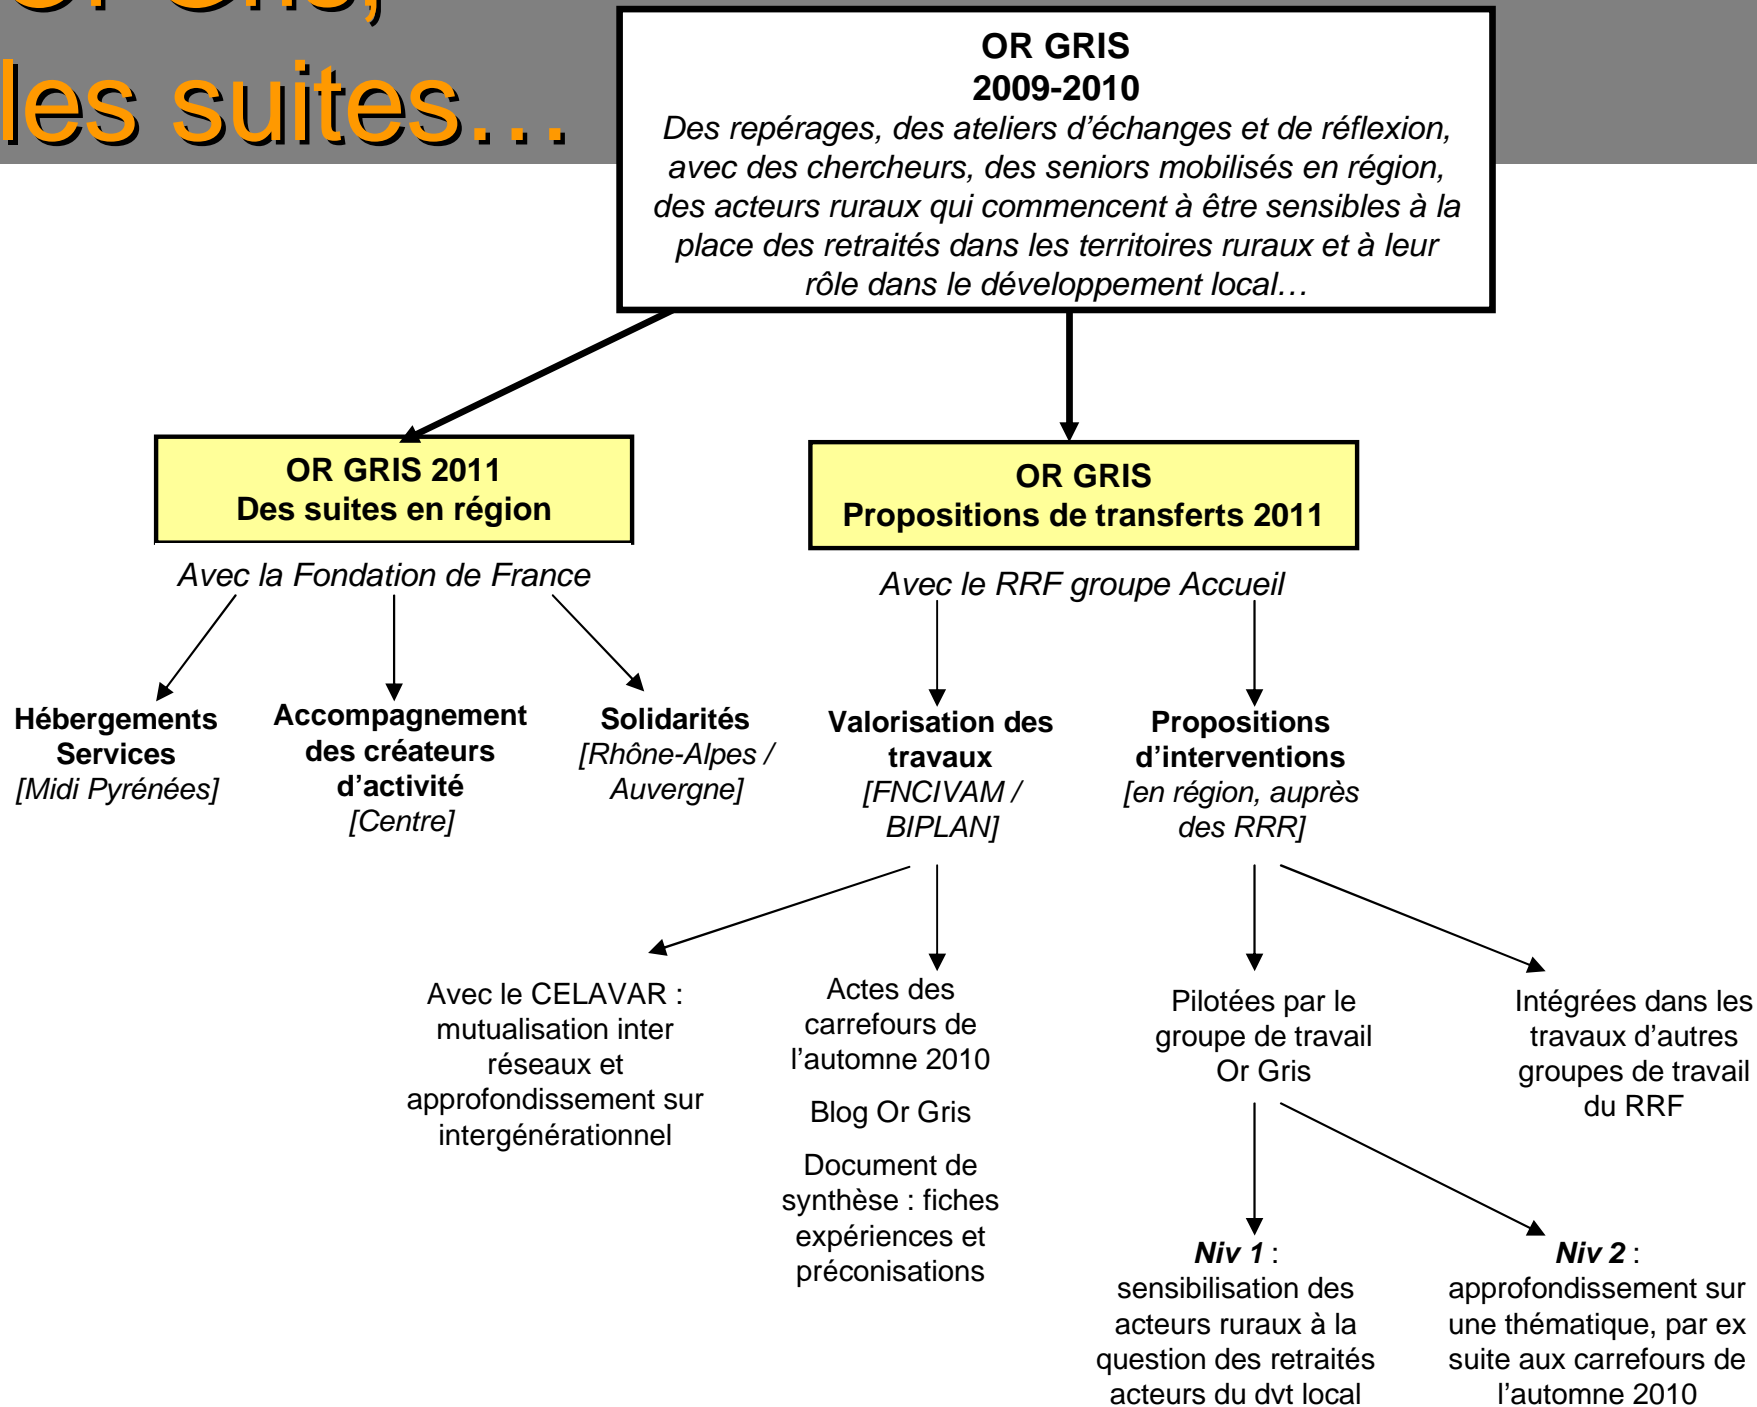 Or Gris,
les suites…
OR GRIS
2009-2010
Des repérages, des ateliers d’échanges et de réflexion,
avec des chercheurs, des seniors mobilisés en région,
des acteurs ruraux qui commencent à être sensibles à la
place des retraités dans les territoires ruraux et à leur
rôle dans le développement local…
OR GRIS 2011
Des suites en région
Avec la Fondation de France
Hébergements
Services
[Midi Pyrénées]
Accompagnement
des créateurs
d’activité
[Centre]
Solidarités
[Rhône-Alpes /
Auvergne]
OR GRIS
Propositions de transferts 2011
Avec le RRF groupe Accueil
Valorisation des
travaux
[FNCIVAM /
BIPLAN]
Propositions
d’interventions
[en région, auprès
des RRR]
Avec le CELAVAR :
mutualisation inter
réseaux et
approfondissement sur
intergénérationnel
Actes des
carrefours de
l’automne 2010
Blog Or Gris
Document de
synthèse : fiches
expériences et
préconisations
Pilotées par le
groupe de travail
Or Gris
Intégrées dans les
travaux d’autres
groupes de travail
du RRF
Niv 1 :
sensibilisation des
acteurs ruraux à la
question des retraités
acteurs du dvt local
Niv 2 :
approfondissement sur
une thématique, par ex
suite aux carrefours de
l’automne 2010